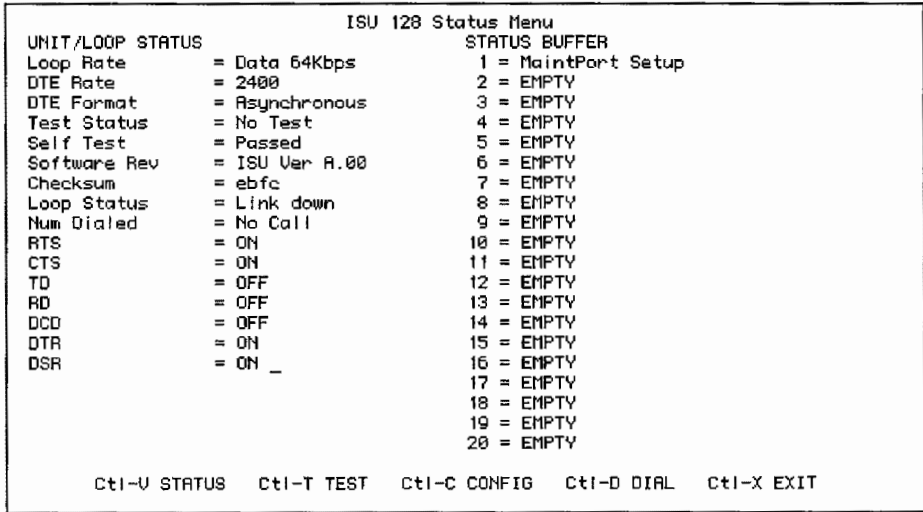 ISU 128 Status Menu
UNIT/LOOP STATUS STATUS BUFFER
Loop Rate = Data 64Kbps 1 = MaintPort Setup
DTE Rate = 2400 2 = EMPTY
DTE Format = Asynchronous 3 = EMPTY
Test Status = No Test 4 = EMPTY
Self Test = Passed 5 = EMPTY
Software Rev = ISU Ver A.00 6 = EMPTY
Checksum = ebfc 7 = EMPTY
Loop Status = Link down 8 = EMPTY
Num Dialed = No Call 9 = EMPTY
RTS = ON 10 = EMPTY
CTS = ON 11 = EMPTY
TD = OFF 12 = EMPTY
RD = OFF 13 = EMPTY
DCD = OFF 14 = EMPTY
DTR = ON 15 = EMPTY
DSR = ON _ 16 = EMPTY
17 = EMPTY
18 = EMPTY
19 = EMPTY
20 = EMPTY
Ctl-V STATUS Ctl-T TEST Ctl-C CONFIG Ctl-D DIAL Ctl-X EXIT